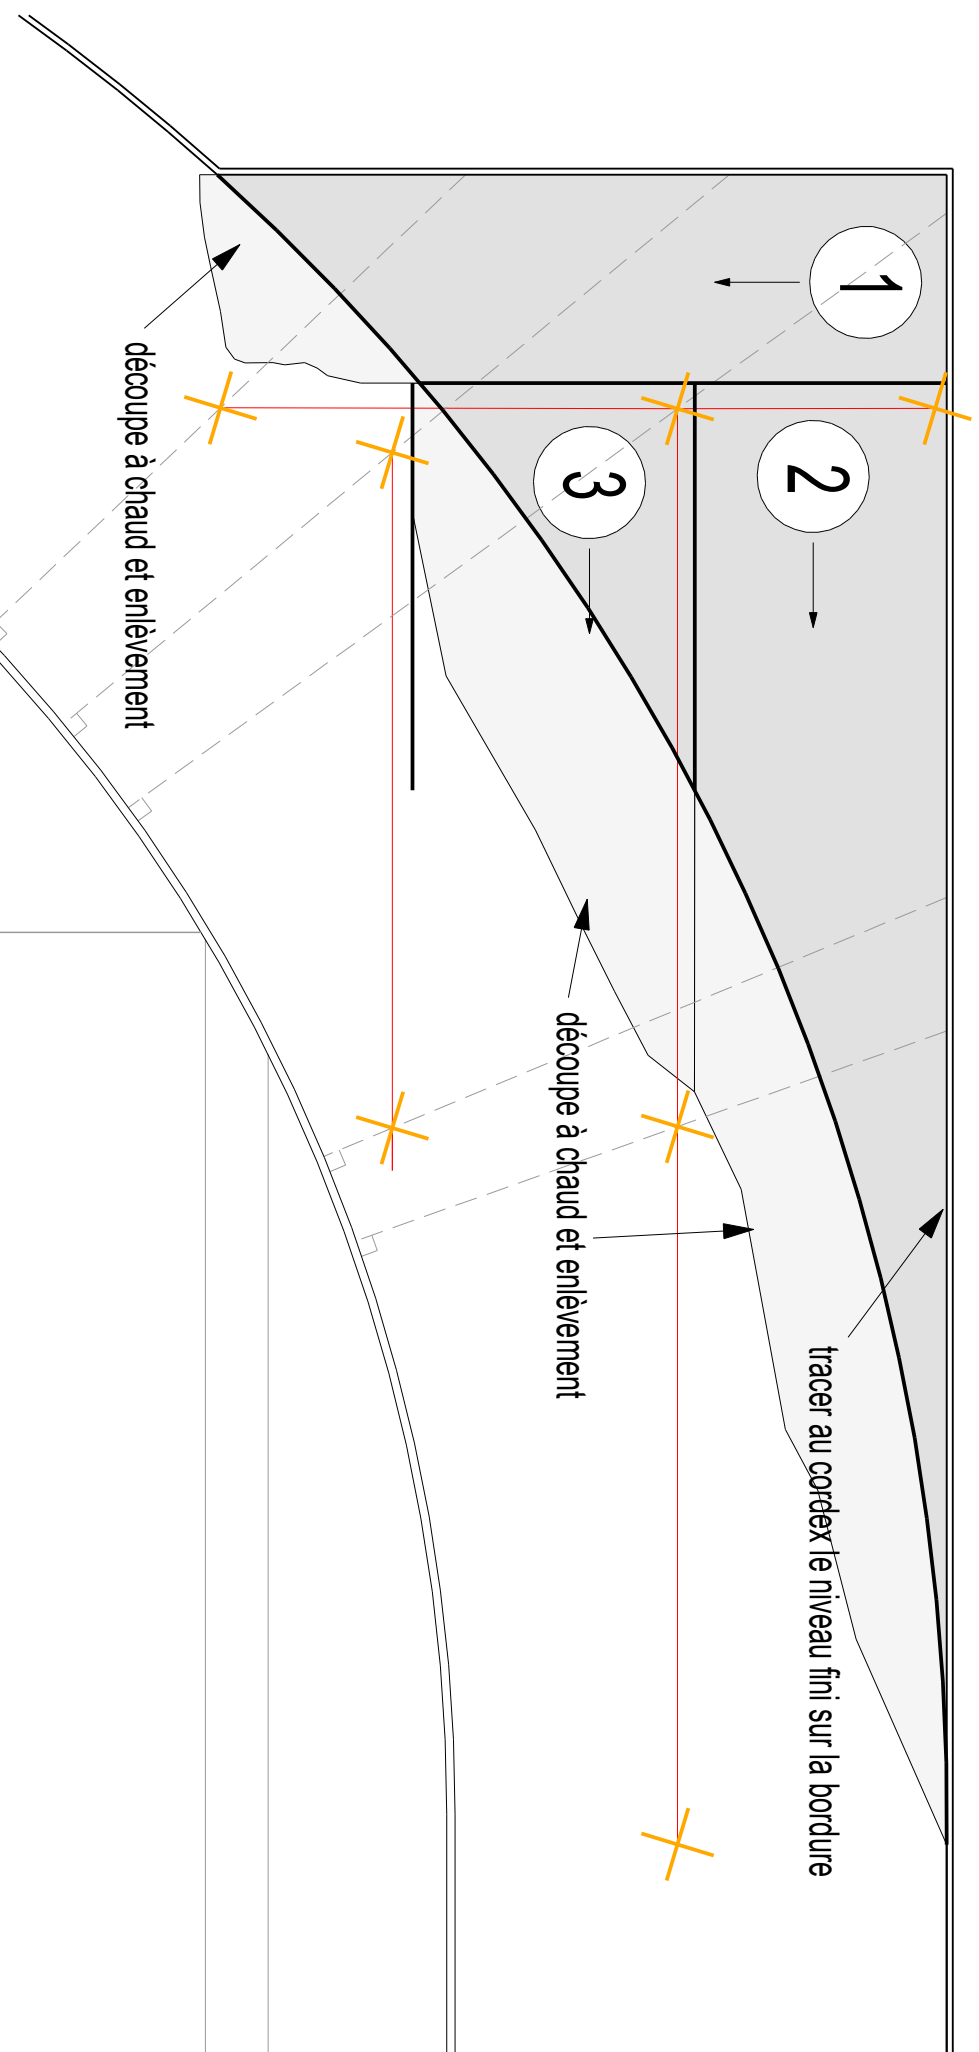 1
2
3
découpe à chaud et enlèvement
découpe à chaud et enlèvement
tracer au cordex le niveau fini sur la bordure